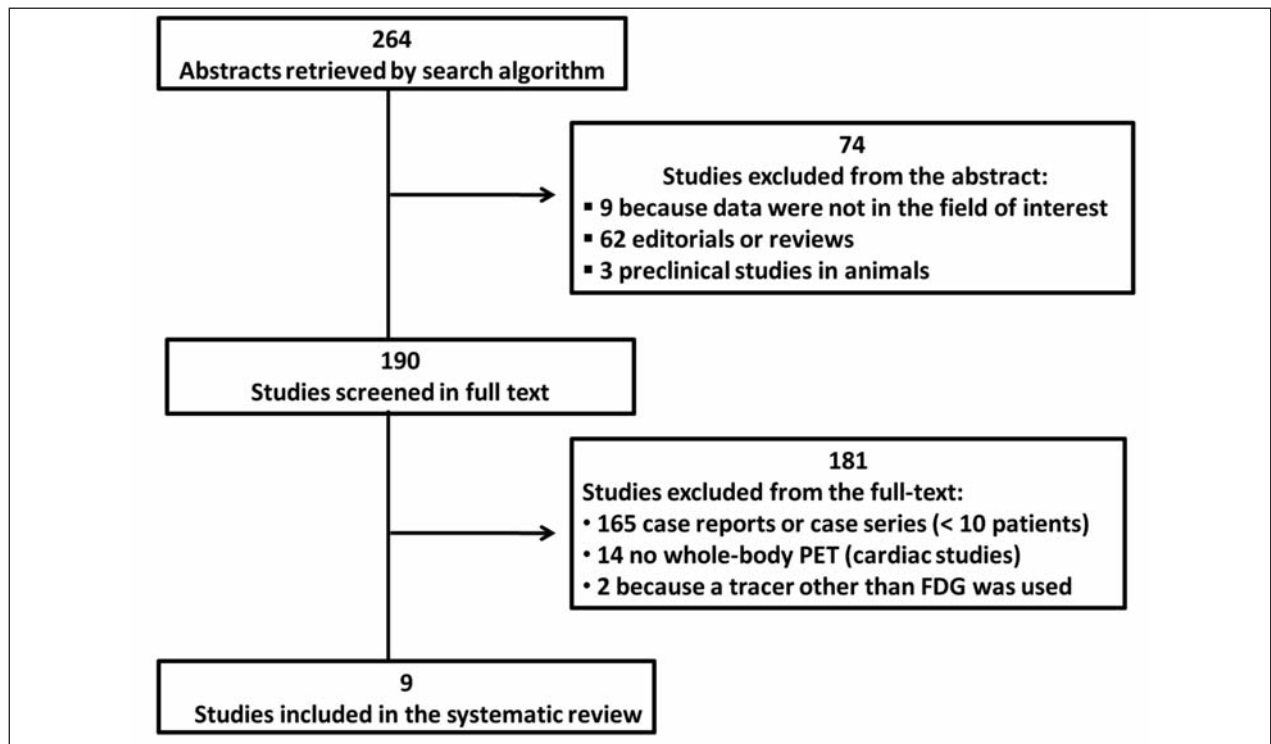 264
Abstracts retrieved by search algorithm
74
Studies excluded from the abstract:
▪ 9 because data were not in the field of interest
▪ 62 editorials or reviews
▪ 3 preclinical studies in animals
190
Studies screened in full text
181
Studies excluded from the full-text:
• 165 case reports or case series (< 10 patients)
• 14 no whole-body PET (cardiac studies)
• 2 because a tracer other than FDG was used
9
Studies included in the systematic review